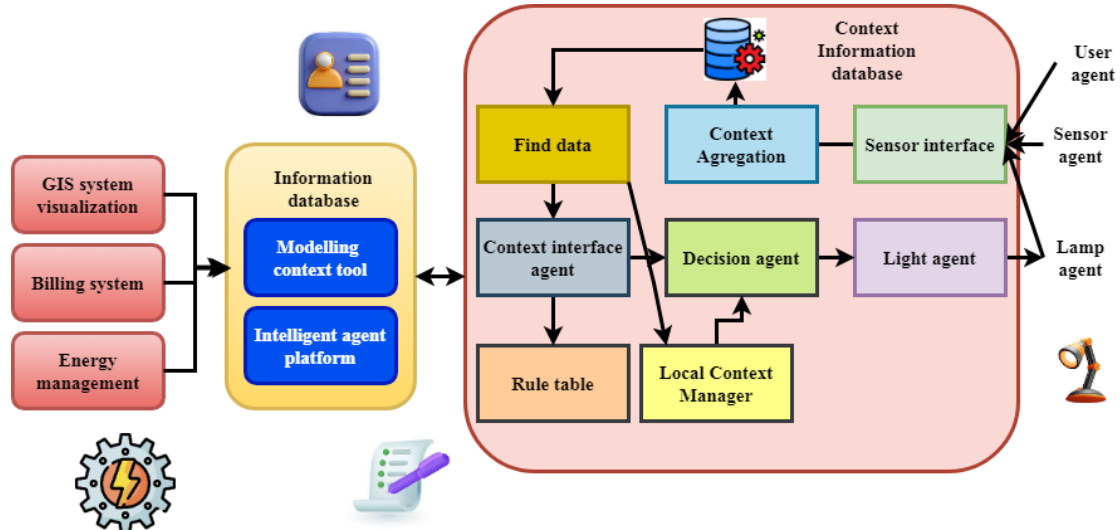 GIS system
visualization
Billing system
Energy
management
Information
database
Modelling
context tool
Intelligent agent
platform
Context
Information
database
Find data
Context
Agregation
Sensor interface
Context interface
agent
Decision agent
Light agent
Rule table
Local Context
Manager
User
agent
Sensor
agent
Lamp
agent